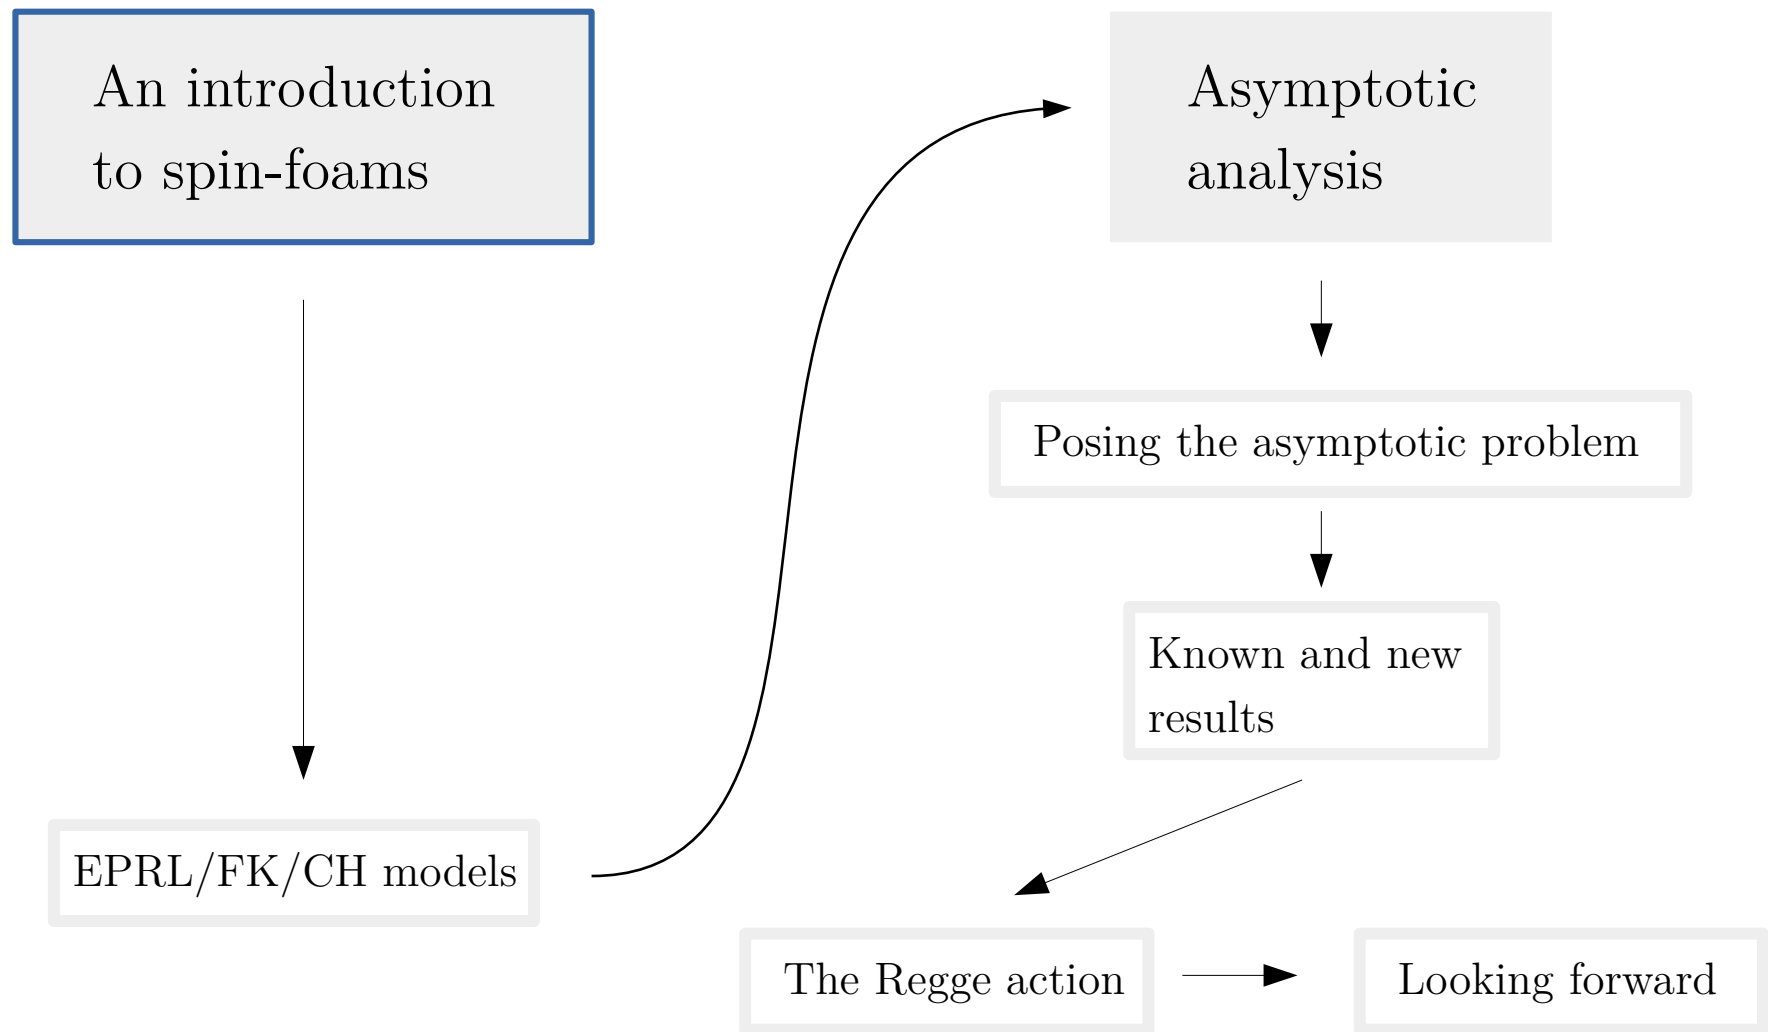 An introduction
to spin-foams
EPRL/FK/CH models
Asymptotic
analysis
Posing the asymptotic problem
Known and new
results
The Regge action
Looking forward